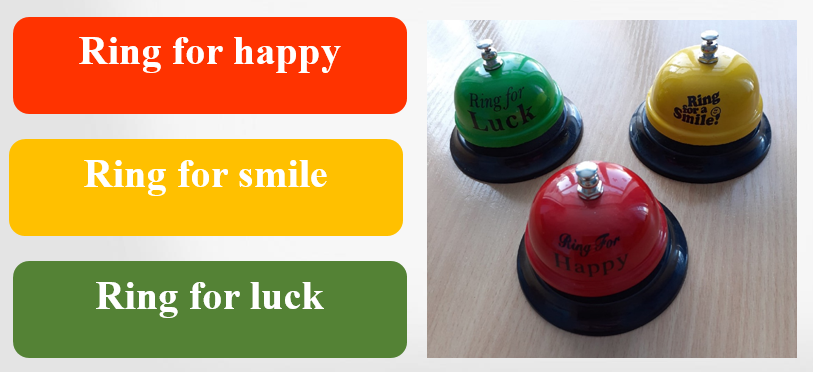 Ring for happy
Ring for smile
Ring for luck
Ring for
Luck
Ring
for a
Smile!
Ring For
Happy